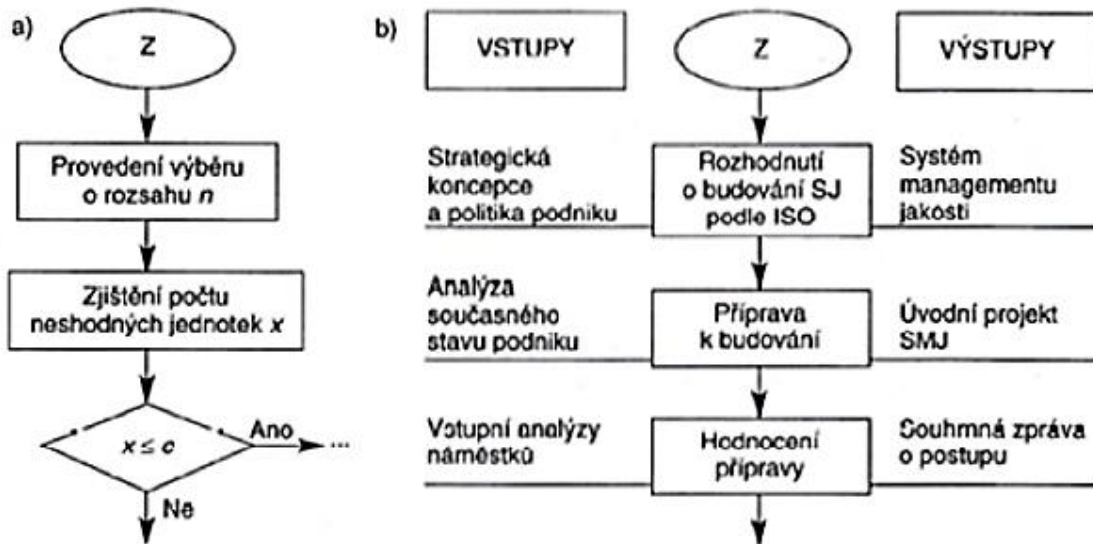 a)
Z
Provedení výběru
o rozsahu n
Zjištění počtu
neshodných jednotek x
x ≤ c
Ano
...
Ne
b)
VSTUPY
Z
VÝSTUPY
Strategická
koncepce
a politika podniku
Rozhodnutí
o budování SJ
podle ISO
Systém
managementu
jakosti
Analýza
současného
stavu podniku
Příprava
k budování
Úvodní projekt
SMJ
Vstupní analýzy
náměstků
Hodnocení
přípravy
Souhrnná zpráva
o postupu